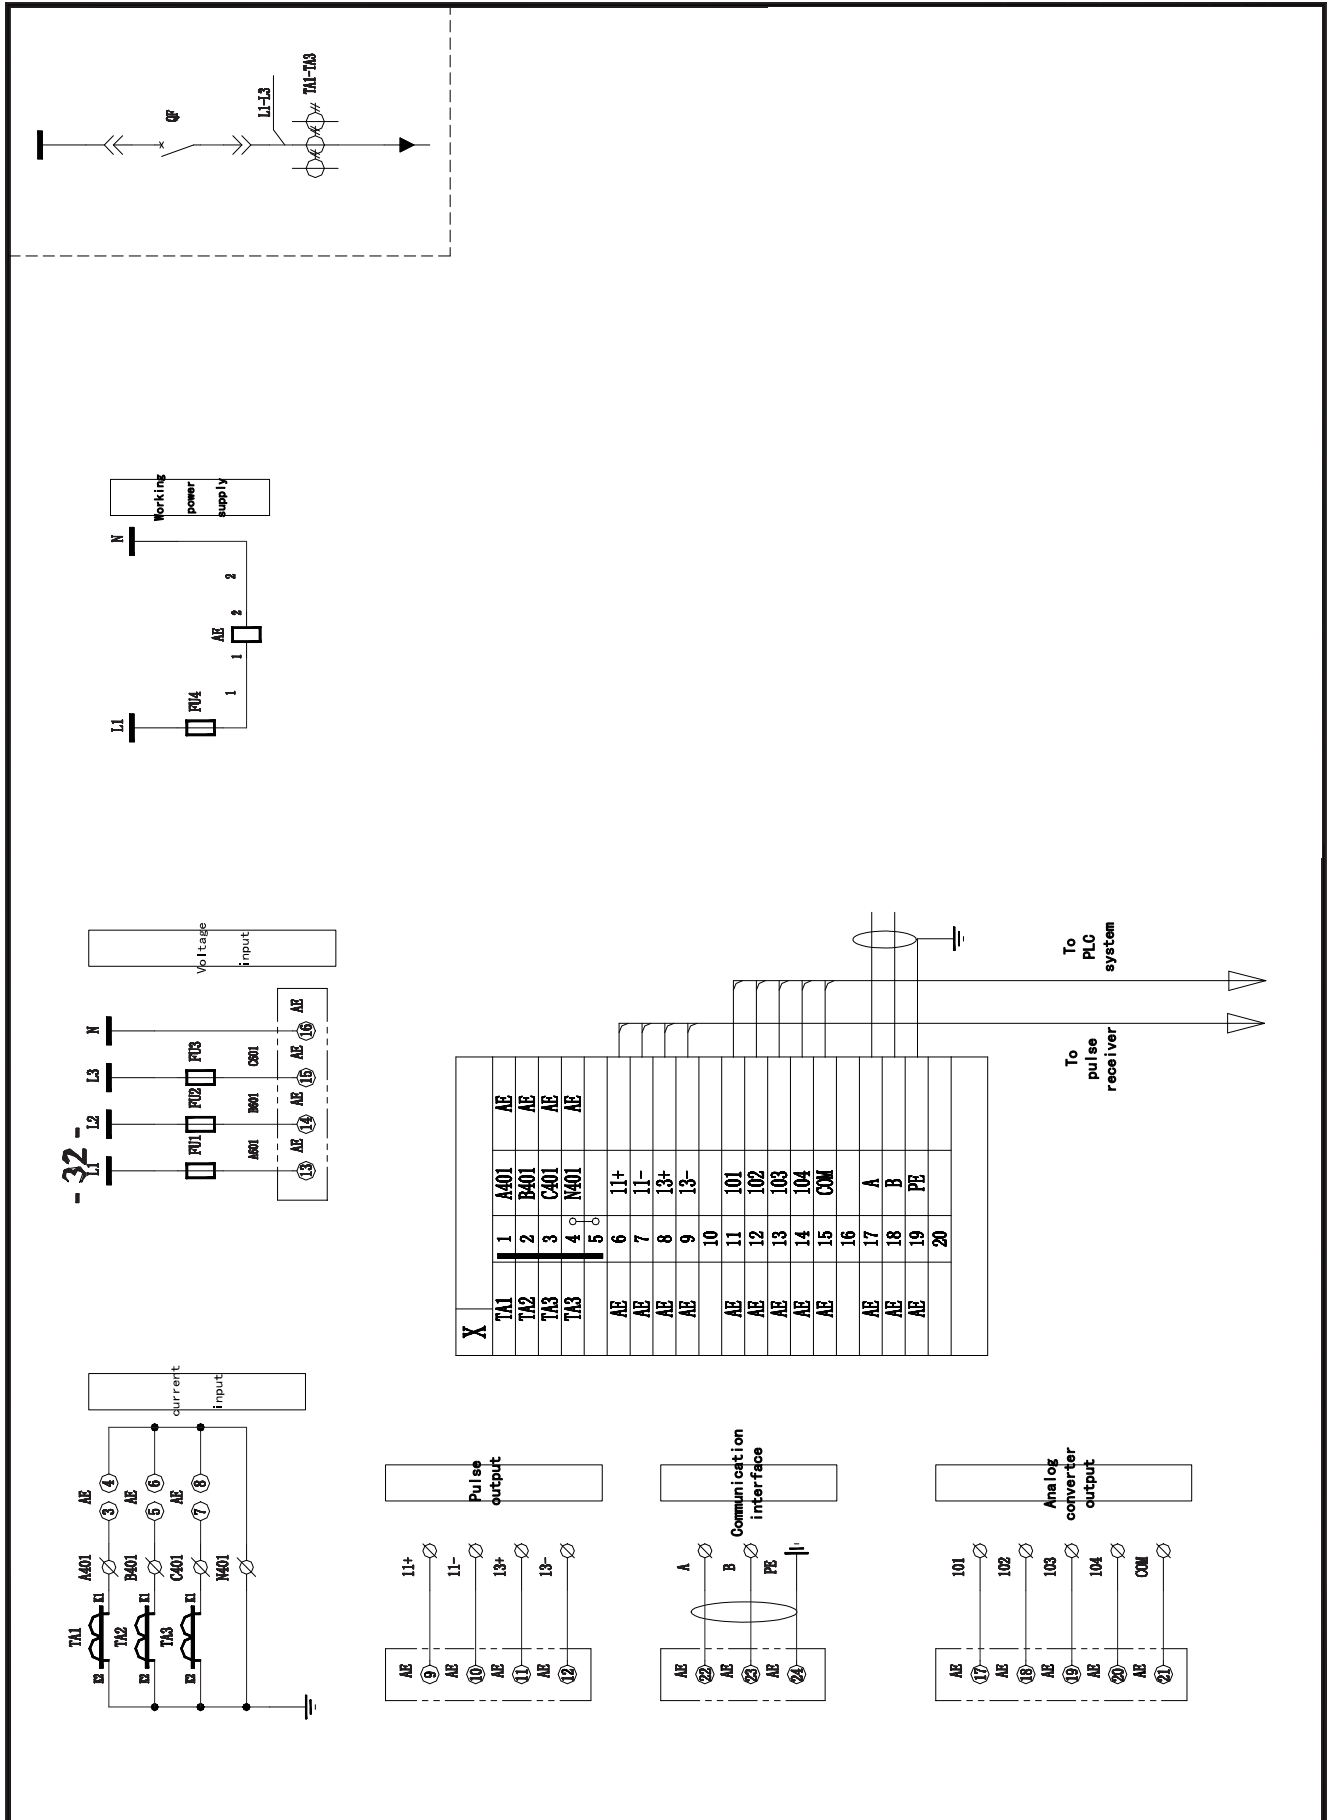 QF
L1-L3
TA1-TA3
Working
power
supply
N
2
2
AE
1
1
FU4
L1
Voltage
input
- 32 -
L1
L2
L3
N
FU1
FU2
FU3
A601
B601
C601
AE
AE
AE
AE
13
14
15
16
current
input
TA1
TA2
TA3
K2
K1
K2
K1
K2
K1
A401
B401
C401
N401
AE
3
4
AE
5
6
AE
7
8
X
TA1 1 A401 AE
TA2 2 B401 AE
TA3 3 C401 AE
TA3 4 N401 AE
5
AE 6 11+
AE 7 11-
AE 8 13+
AE 9 13-
10
AE 11 101
AE 12 102
AE 13 103
AE 14 104
AE 15 COM
16
AE 17 A
AE 18 B
AE 19 PE
20
To
pulse
receiver
To
PLC
system
Pulse
output
AE 9 11+
AE 10 11-
AE 11 13+
AE 12 13-
Communication
interface
AE 22 A
AE 23 B
AE 24 PE
Analog
converter
output
AE 17 101
AE 18 102
AE 19 103
AE 20 104
AE 21 COM